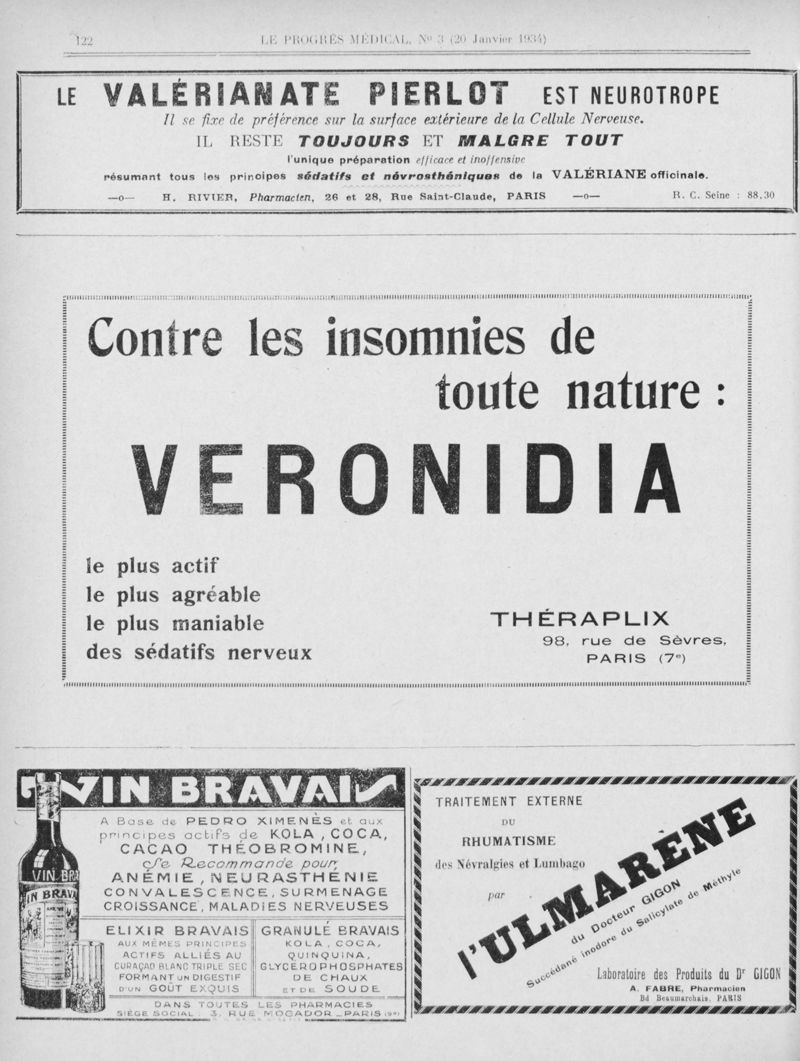 122
LE PROGRÈS MÉDICAL, No 3 (20 Janvier 1934)
LE VALÉRIANATE PIERLOT EST NEUROTROPE
Il se fixe de préférence sur la surface extérieure de la Cellule Nerveuse.
IL RESTE TOUJOURS ET MALGRE TOUT
l'unique préparation efficace et inoffensive
résumant tous les principes sédatifs et névrosthéniques de la VALÉRIANE officinale.
—o— H. RIVIER, Pharmacien, 26 et 28, Rue Saint-Claude, PARIS —o— R. C. Seine : 88.30
Contre les insomnies de
toute nature :
VERONIDIA
le plus actif
le plus agréable
le plus maniable
des sédatifs nerveux
THÉRAPLIX
98, rue de Sèvres,
PARIS (7e)
VIN BRAVAIS
A Base de PEDRO XIMENÈS et aux
principes actifs de KOLA, COCA,
CACAO THÉOBROMINE,
Se Recommande pour,
ANÉMIE, NEURASTHÉNIE
CONVALESCENCE, SURMENAGE
CROISSANCE, MALADIES NERVEUSES
VIN BRA
IN BRAVA
ELIXIR BRAVAIS
AUX MÊMES PRINCIPES
ACTIFS ALLIÉS AU
CURAÇAO BLANC TRIPLE SEC
FORMANT UN DIGESTIF
D'UN GOÛT EXQUIS
GRANULÉ BRAVAIS
KOLA, COCA,
QUINQUINA,
GLYCÉROPHOSPHATES
DE CHAUX
ET DE SOUDE
DANS TOUTES LES PHARMACIES
SIÈGE SOCIAL : 3, RUE MOGADOR _ PARIS (9e)
TRAITEMENT EXTERNE
DU
RHUMATISME
des Névralgies et Lumbago
par
l'ULMARÈNE
du Docteur GIGON
Succédané inodore du Salicylate de Méthyle
Laboratoire des Produits du Dr GIGON
A. FABRE, Pharmacien
Bd Beaumarchais, PARIS